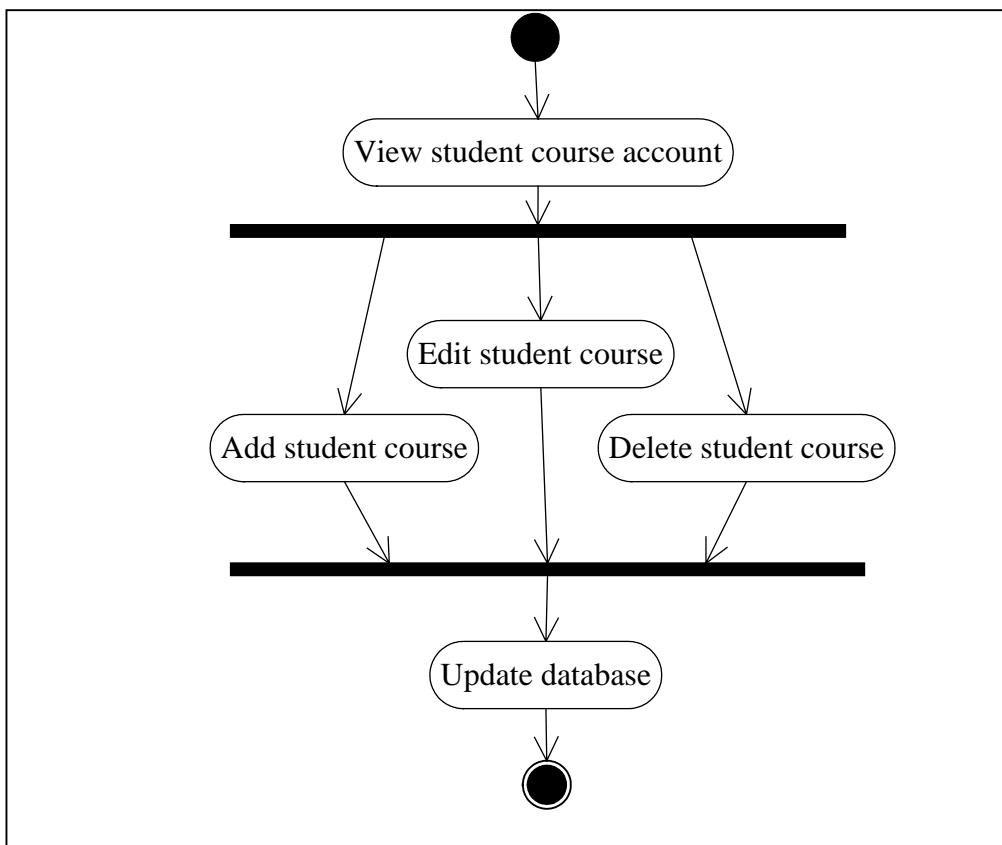 View student course account
Edit student course
Add student course
Delete student course
Update database